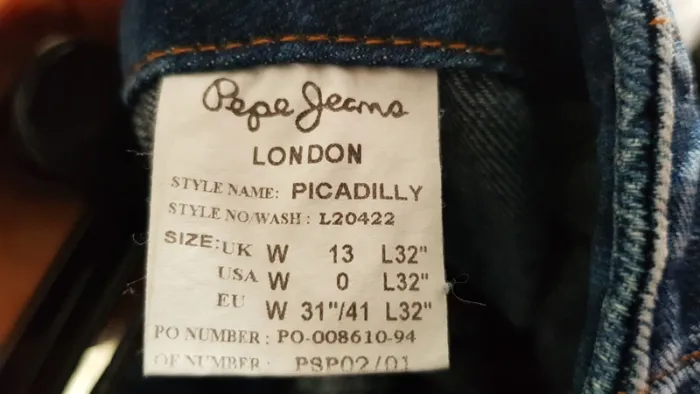 Pepe Jeans
LONDON
STYLE NAME: PICADILLY
STYLE NO/WASH : L20422
SIZE: UK W 13 L32"
USA W 0 L32"
EU W 31"/41 L32"
PO NUMBER : PO-008610-94
OF NUMBER : PSP02/01